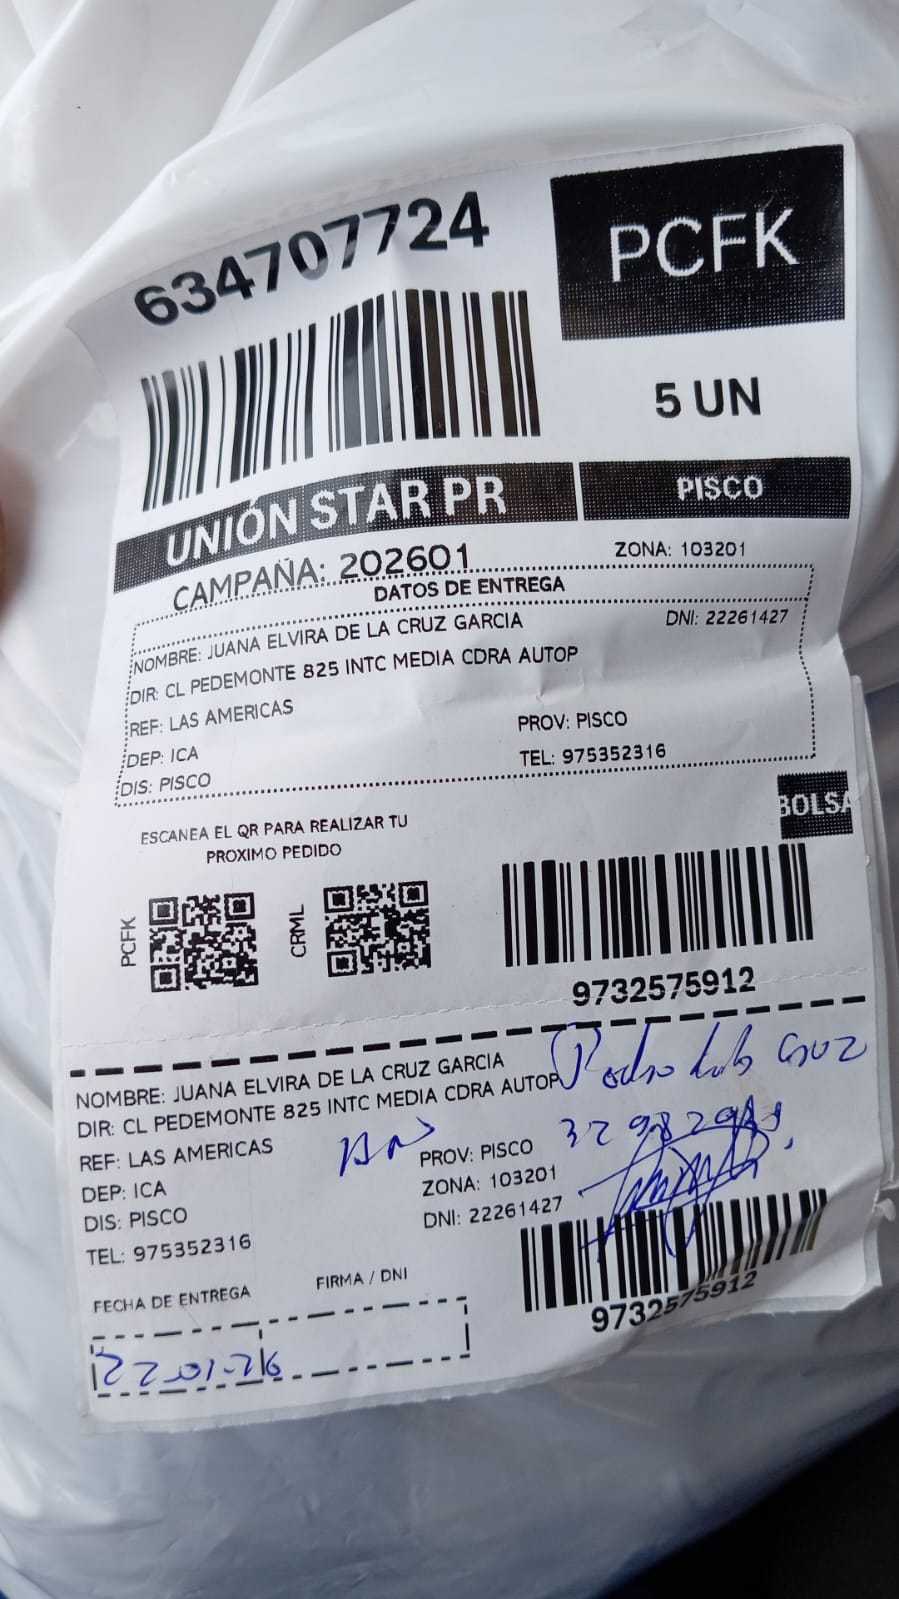 634707724
PCFK
5 UN
UNIÓN STAR PR
PISCO
CAMPAÑA: 202601
ZONA: 103201
DATOS DE ENTREGA
NOMBRE: JUANA ELVIRA DE LA CRUZ GARCIA
DNI: 22261427
DIR: CL PEDEMONTE 825 INTC MEDIA CDRA AUTOP
REF: LAS AMERICAS
DEP: ICA
PROV: PISCO
DIS: PISCO
TEL: 975352316
BOLSA
ESCANEA EL QR PARA REALIZAR TU
PROXIMO PEDIDO
PCFK
CRML
9732575912
NOMBRE: JUANA ELVIRA DE LA CRUZ GARCIA
DIR: CL PEDEMONTE 825 INTC MEDIA CDRA AUTOP
Pedro Cruz
REF: LAS AMERICAS
PROV: PISCO
DEP: ICA
ZONA: 103201
DIS: PISCO
DNI: 22261427
TEL: 975352316
FECHA DE ENTREGA
FIRMA / DNI
22-01-26
9732575912